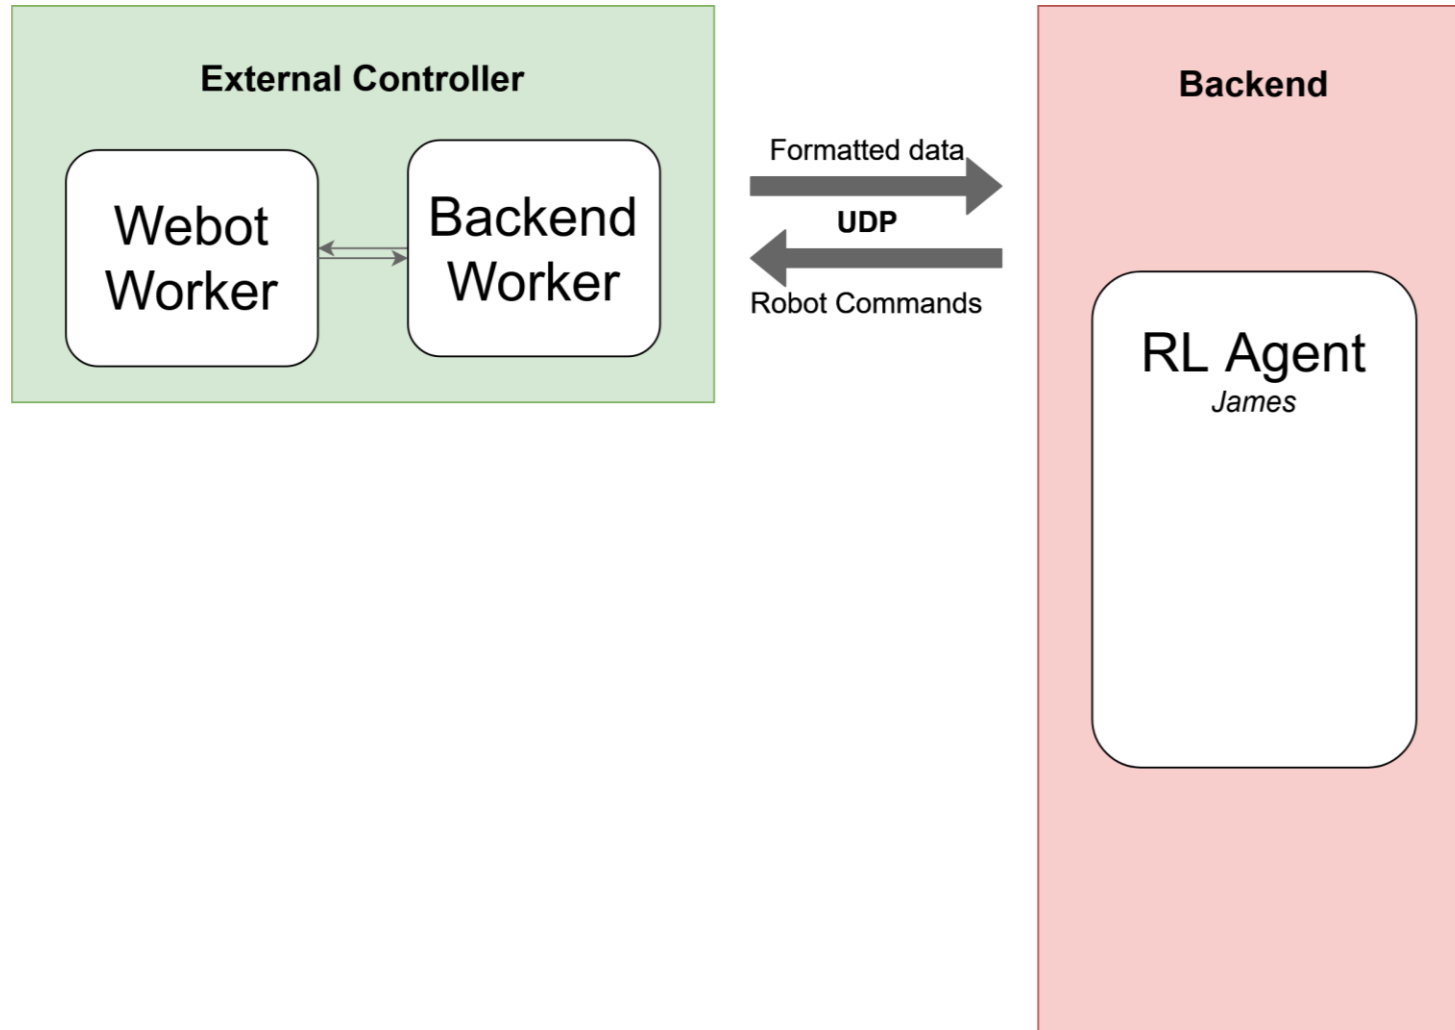 External Controller
Webot
Worker
Backend
Worker
Formatted data
UDP
Robot Commands
Backend
RL Agent
James